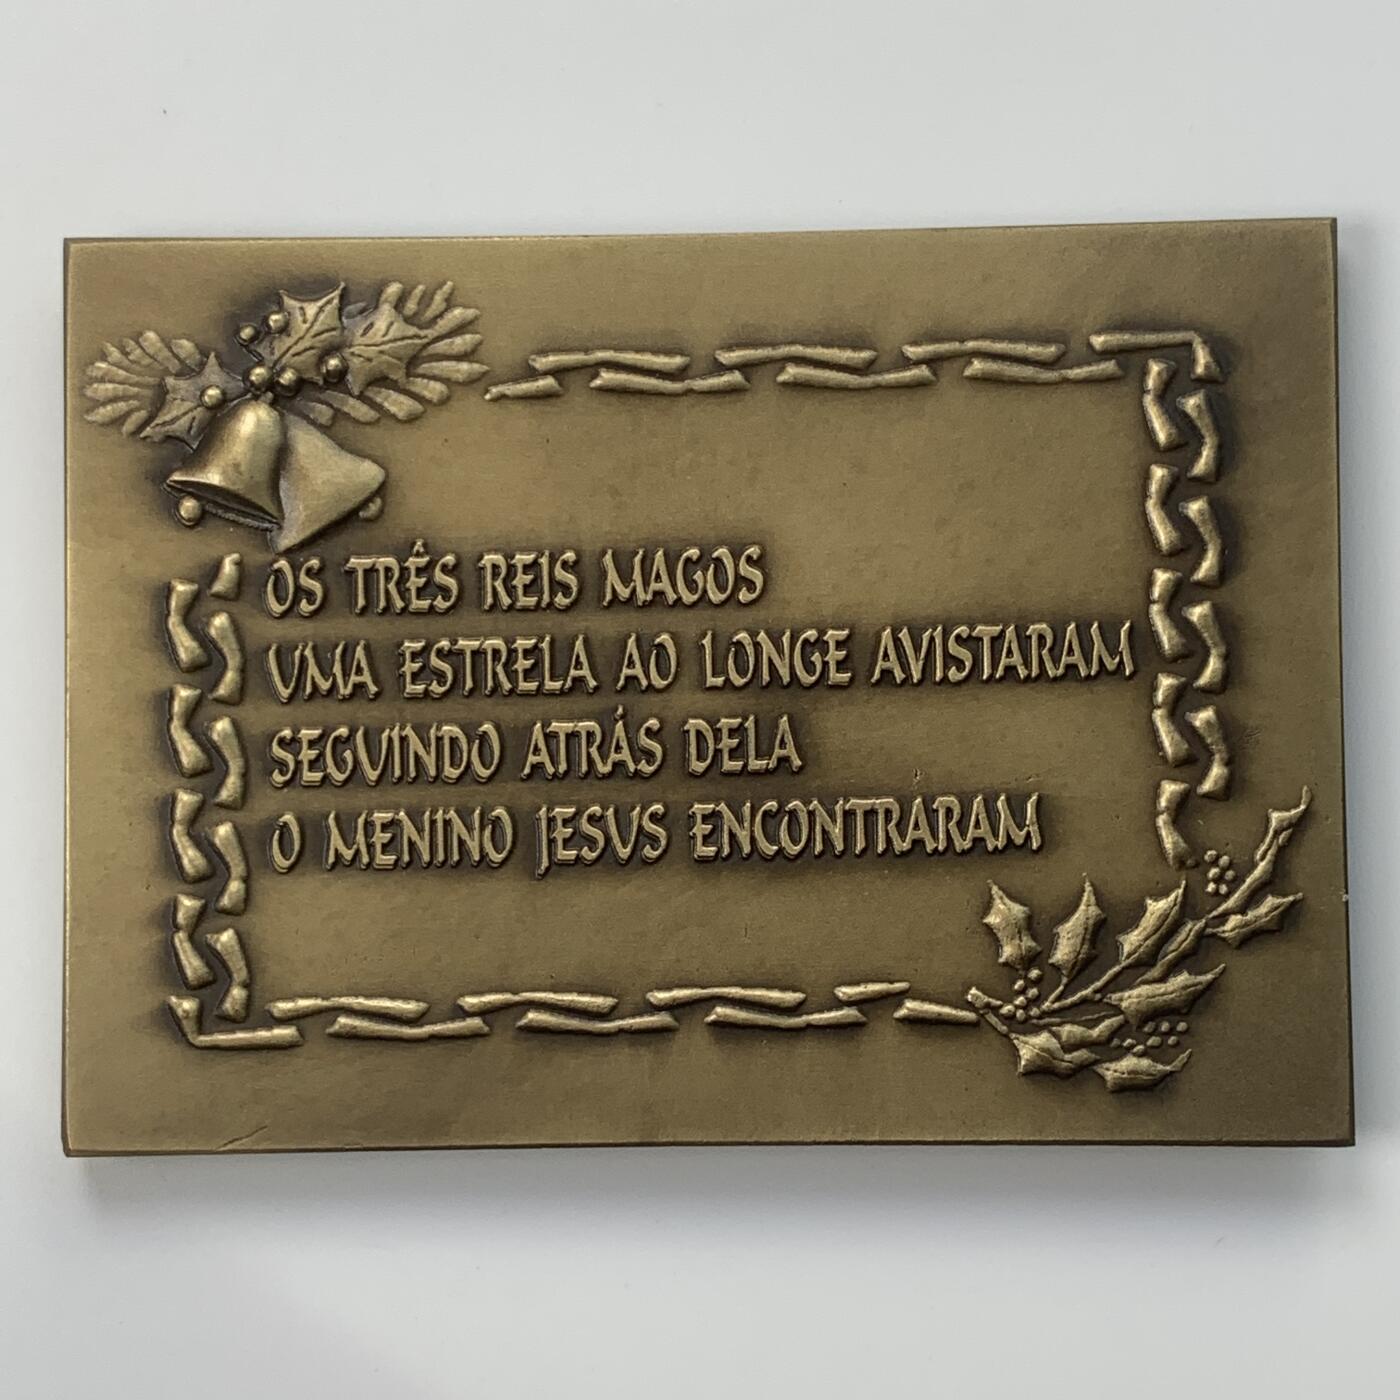 OS TRÊS REIS MAGOS
UMA ESTRELA AO LONGE AVISTARAM
SEGUINDO ATRÁS DELA
O MENINO JESUS ENCONTRARAM